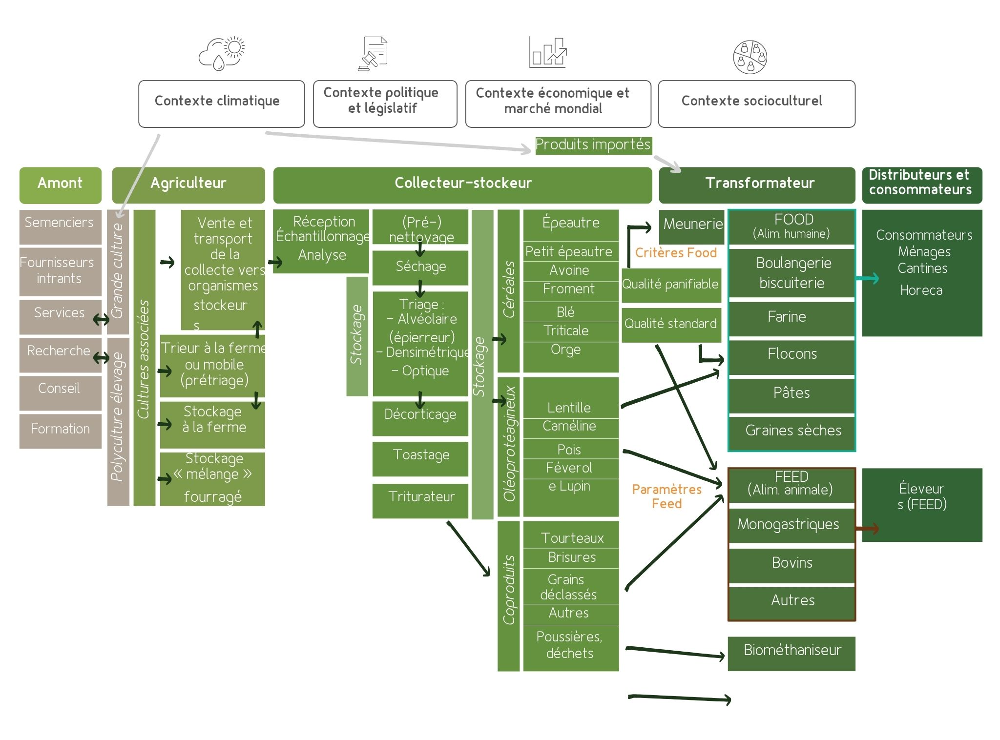 Contexte climatique
Contexte politique
et législatif
Contexte économique et
marché mondial
Contexte socioculturel
Produits importés
Amont
Agriculteur
Collecteur-stockeur
Transformateur
Distributeurs et
consommateurs
Semenciers
Fournisseurs
intrants
Services
Recherche
Conseil
Formation
Grande culture
Polyculture élevage
Cultures associées
Vente et
transport
de la
collecte vers
organismes
stockeur
s
Trieur à la ferme
ou mobile
(prétriage)
Stockage
à la ferme
Stockage
« mélange »
fourragé
Réception
Échantillonnage
Analyse
Stockage
(Pré-)
nettoyage
Séchage
Triage :
- Alvéolaire
(épierreur)
- Densimétrique
- Optique
Décorticage
Toastage
Triturateur
Stockage
Céréales
Épeautre
Petit épeautre
Avoine
Froment
Blé
Triticale
Orge
Oléoprotéagineux
Lentille
Caméline
Pois
Féverol
e Lupin
Coproduits
Tourteaux
Brisures
Grains
déclassés
Autres
Poussières,
déchets
Meunerie
Critères Food
Qualité panifiable
Qualité standard
Paramètres
Feed
FOOD
(Alim. humaine)
Boulangerie
biscuiterie
Farine
Flocons
Pâtes
Graines sèches
FEED
(Alim. animale)
Monogastriques
Bovins
Autres
Biométhaniseur
Consommateurs
Ménages
Cantines
Horeca
Éleveur
s (FEED)